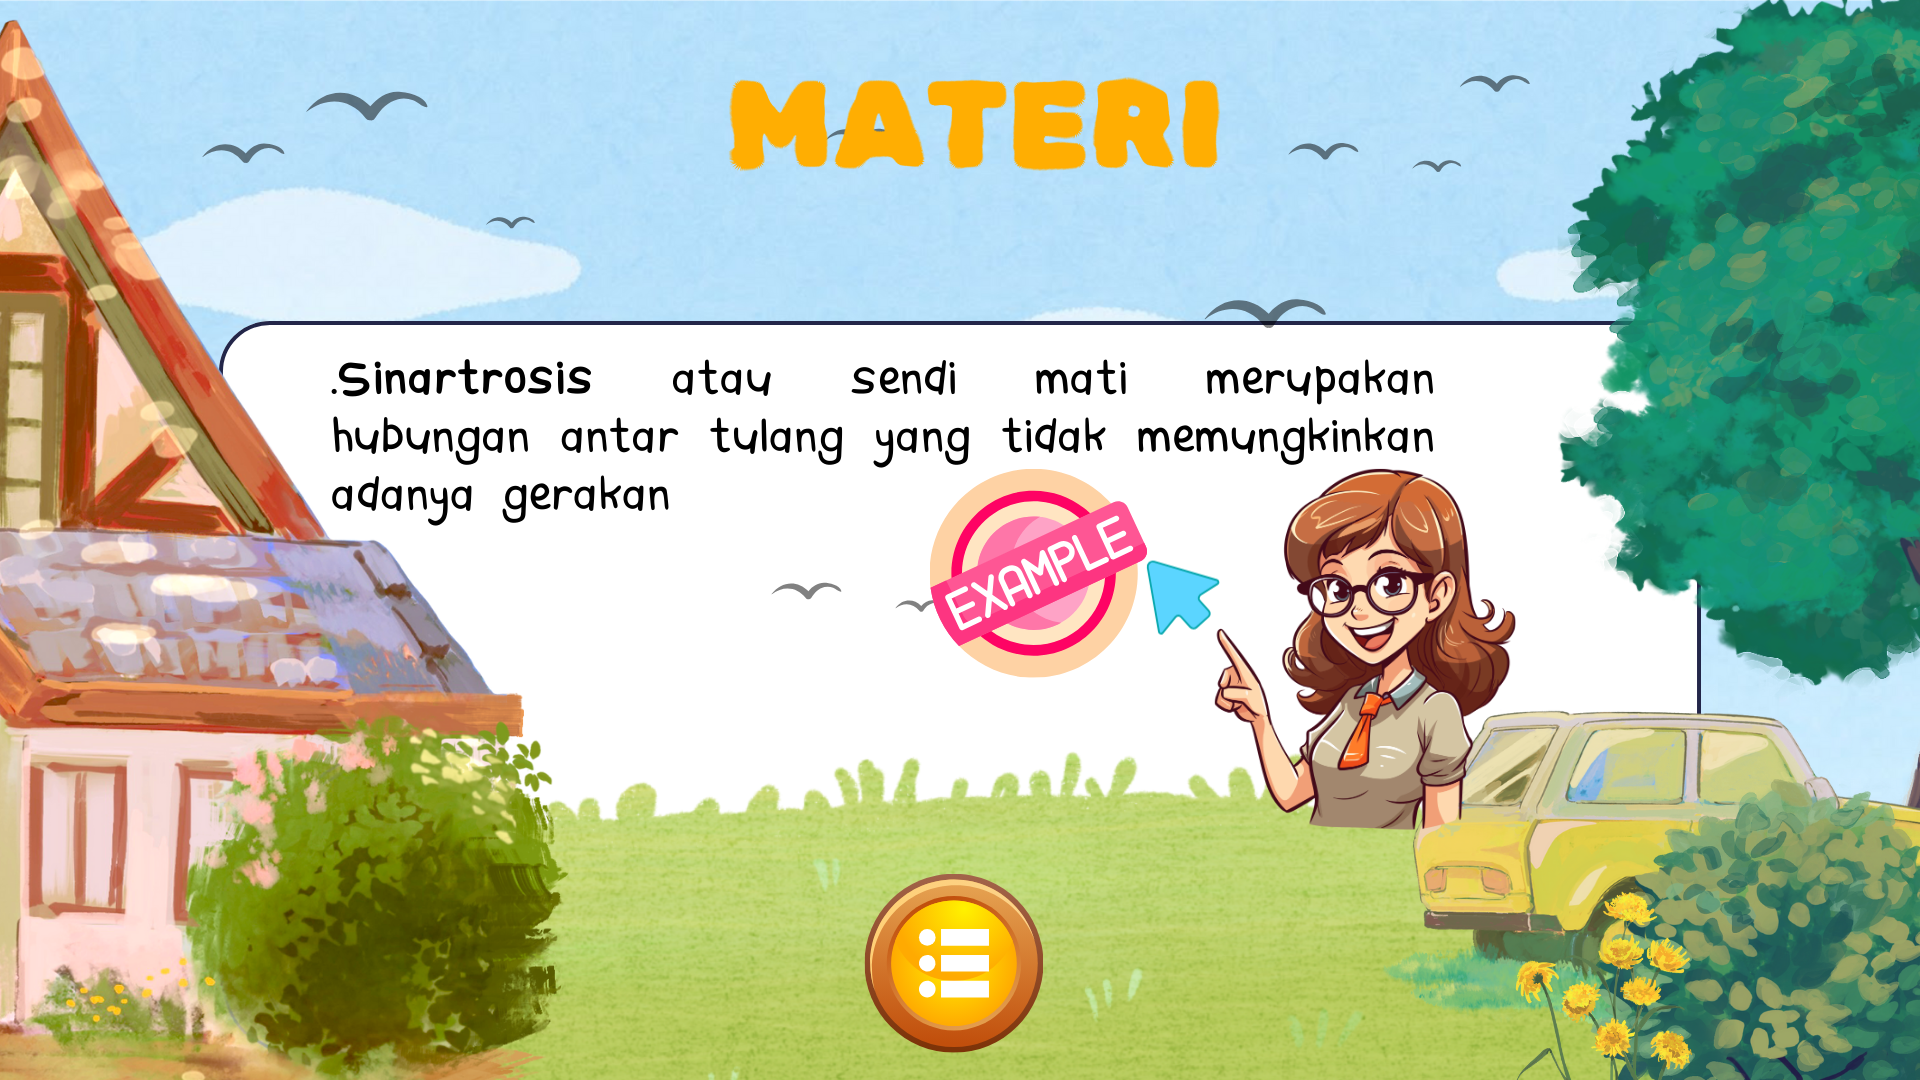 MATERI
.Sinartrosis atau sendi mati merupakan
hubungan antar tulang yang tidak memungkinkan
adanya gerakan
EXAMPLE